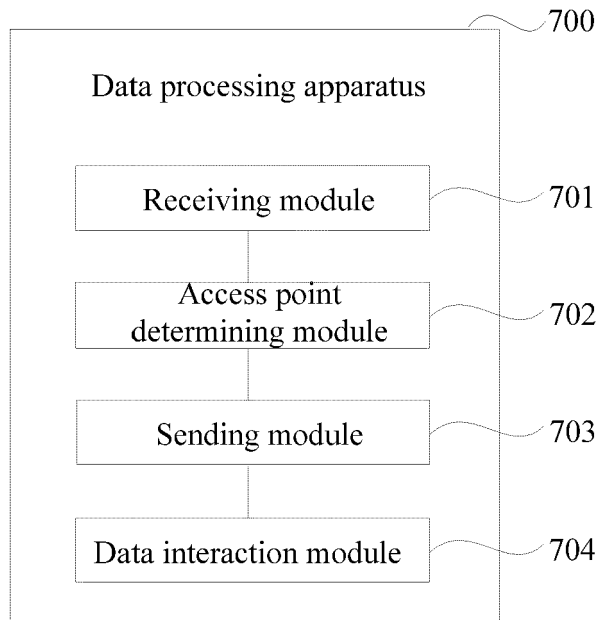 700
Data processing apparatus
Receiving module
701
Access point
determining module
702
Sending module
703
Data interaction module
704